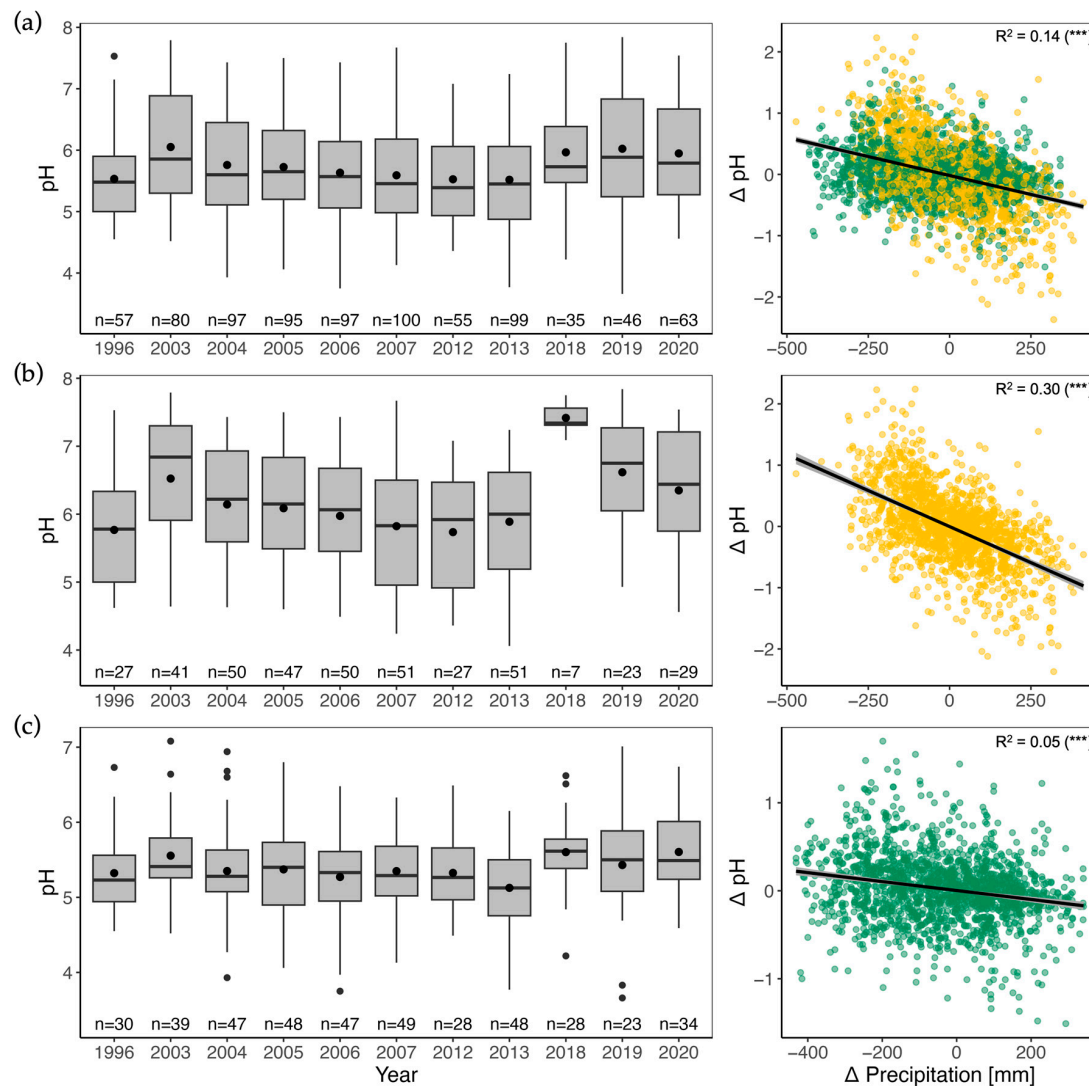 (a)
8
7
6
5
4
pH
n=57 n=80 n=97 n=95 n=97 n=100 n=55 n=99 n=35 n=46 n=63
1996 2003 2004 2005 2006 2007 2012 2013 2018 2019 2020
R² = 0.14 (***)
2
1
0
−1
−2
Δ pH
−500 −250 0 250
(b)
8
7
6
5
4
pH
n=27 n=41 n=50 n=47 n=50 n=51 n=27 n=51 n=7 n=23 n=29
1996 2003 2004 2005 2006 2007 2012 2013 2018 2019 2020
R² = 0.30 (***)
2
1
0
−1
−2
Δ pH
−500 −250 0 250
(c)
7
6
5
4
pH
n=30 n=39 n=47 n=48 n=47 n=49 n=28 n=48 n=28 n=23 n=34
1996 2003 2004 2005 2006 2007 2012 2013 2018 2019 2020
Year
R² = 0.05 (***)
1
0
−1
Δ pH
−400 −200 0 200
Δ Precipitation [mm]